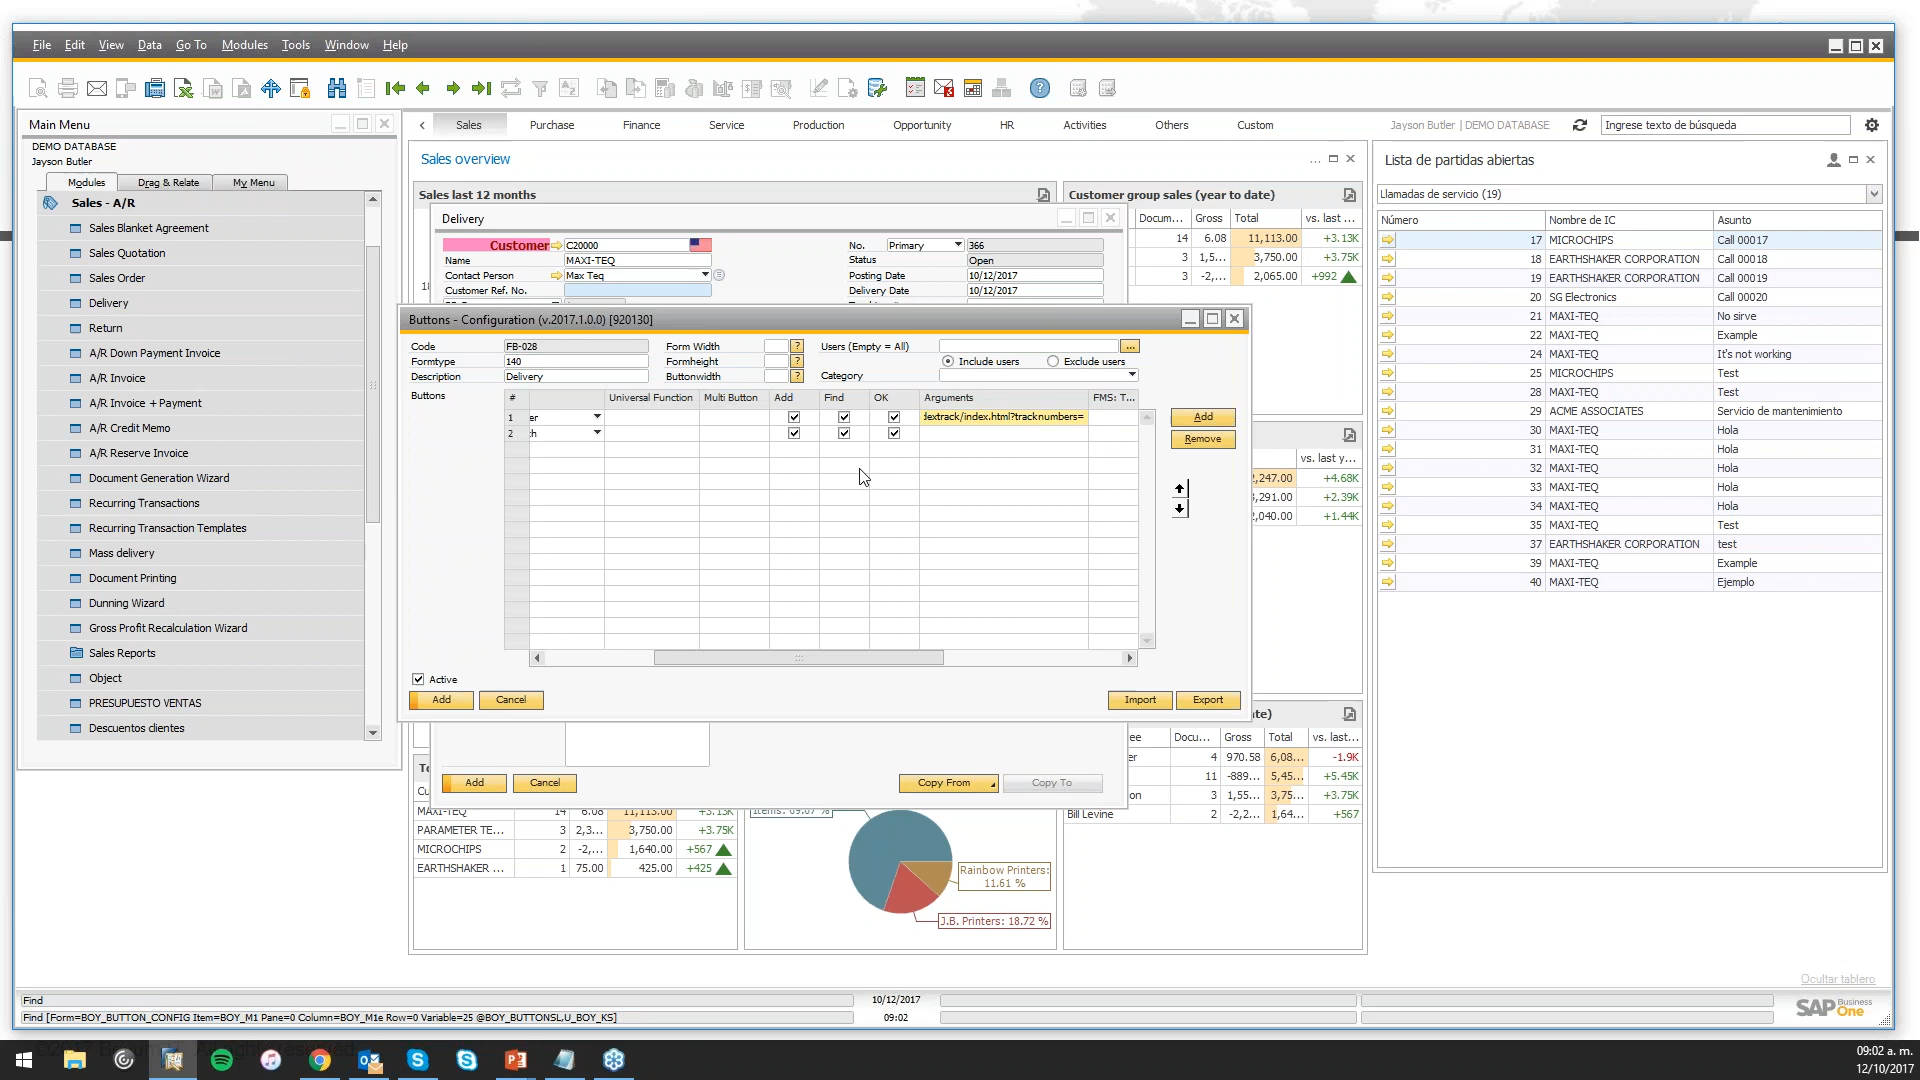 File Edit View Data Go To Modules Tools Window Help
Main Menu
DEMO DATABASE
Jayson Butler
Modules Drag & Relate My Menu
Sales - A/R
Sales Blanket Agreement
Sales Quotation
Sales Order
Delivery
Return
A/R Down Payment Invoice
A/R Invoice
A/R Invoice + Payment
A/R Credit Memo
A/R Reserve Invoice
Document Generation Wizard
Recurring Transactions
Recurring Transaction Templates
Mass delivery
Document Printing
Dunning Wizard
Gross Profit Recalculation Wizard
Sales Reports
Object
PRESUPUESTO VENTAS
Descuentos clientes
Sales Purchase Finance Service Production Opportunity HR Activities Others Custom
Jayson Butler | DEMO DATABASE Ingrese texto de búsqueda
Sales overview
Sales last 12 months
Customer group sales (year to date)
Docum... Gross Total vs. last ...
14 6.08 11,113.00 +3.13K
3 1,5... 3,750.00 +3.75K
3 -2,... 2,065.00 +992
Delivery
Customer C20000
Name MAXI-TEQ
Contact Person Max Teq
Customer Ref. No.
No. Primary 366
Status Open
Posting Date 10/12/2017
Delivery Date 10/12/2017
Buttons - Configuration (v.2017.1.0.0) [920130]
Code FB-028
Formtype 140
Description Delivery
Form Width ?
Formheight ?
Buttonwidth ?
Users (Empty = All) ...
Include users Exclude users
Category
Buttons
# Universal Function Multi Button Add Find OK Arguments FMS: T...
1 er dextrack/index.html?tracknumbers=
2 ch
Add
Remove
Active
Add Cancel Import Export
vs. last y...
2,247.00 +4.68K
,291.00 +2.39K
2,040.00 +1.44K
Add Cancel Copy From Copy To
MAXI-TEQ 14 6.08 11,113.00 +3.13K
PARAMETER TE... 3 2,3... 3,750.00 +3.75K
MICROCHIPS 2 -2,... 1,640.00 +567
EARTHSHAKER ... 1 75.00 425.00 +425
Items: 69.67 %
Rainbow Printers: 11.61 %
J.B. Printers: 18.72 %
te)
ee Docu... Gross Total vs. last...
er 4 970.58 6,08... -1.9K
11 -889... 5,45... +5.45K
on 3 1,55... 3,75... +3.75K
Bill Levine 2 -2,2... 1,64... +567
Lista de partidas abiertas
Llamadas de servicio (19)
Número Nombre de IC Asunto
17 MICROCHIPS Call 00017
18 EARTHSHAKER CORPORATION Call 00018
19 EARTHSHAKER CORPORATION Call 00019
20 SG Electronics Call 00020
21 MAXI-TEQ No sirve
22 MAXI-TEQ Example
24 MAXI-TEQ It's not working
25 MICROCHIPS Test
28 MAXI-TEQ Test
29 ACME ASSOCIATES Servicio de mantenimiento
30 MAXI-TEQ Hola
31 MAXI-TEQ Hola
32 MAXI-TEQ Hola
33 MAXI-TEQ Hola
34 MAXI-TEQ Hola
35 MAXI-TEQ Test
37 EARTHSHAKER CORPORATION test
39 MAXI-TEQ Example
40 MAXI-TEQ Ejemplo
Ocultar tablero
Find 10/12/2017
Find [Form=BOY_BUTTON_CONFIG Item=BOY_M1 Pane=0 Column=BOY_M1e Row=0 Variable=25 @BOY_BUTTONSL,U_BOY_KS] 09:02
SAP Business One
09:02 a. m.
12/10/2017